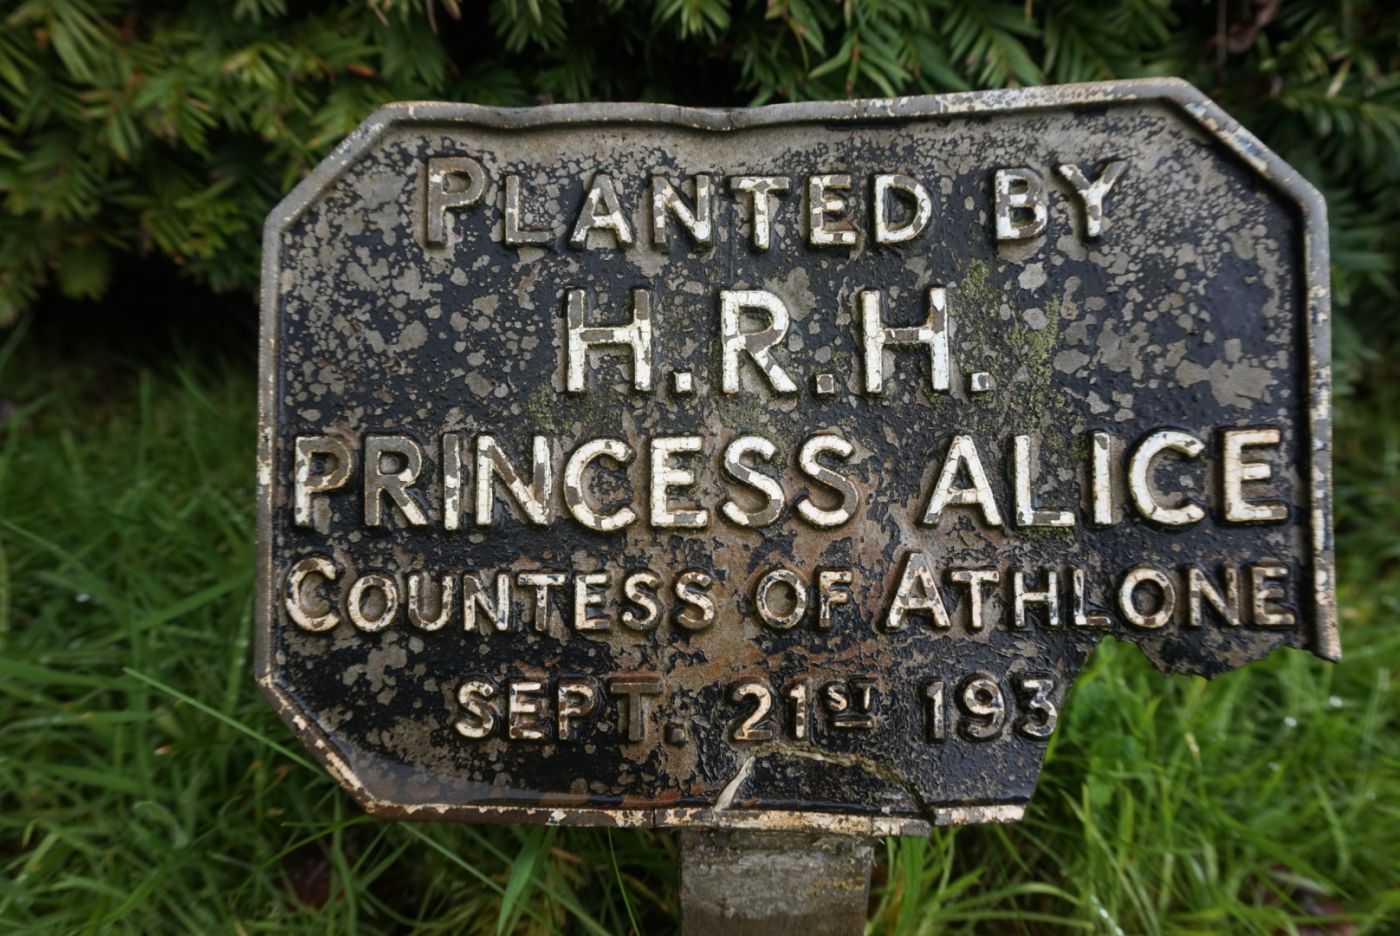 PLANTED BY
H.R.H.
PRINCESS ALICE
COUNTESS OF ATHLONE
SEPT. 21ST 193